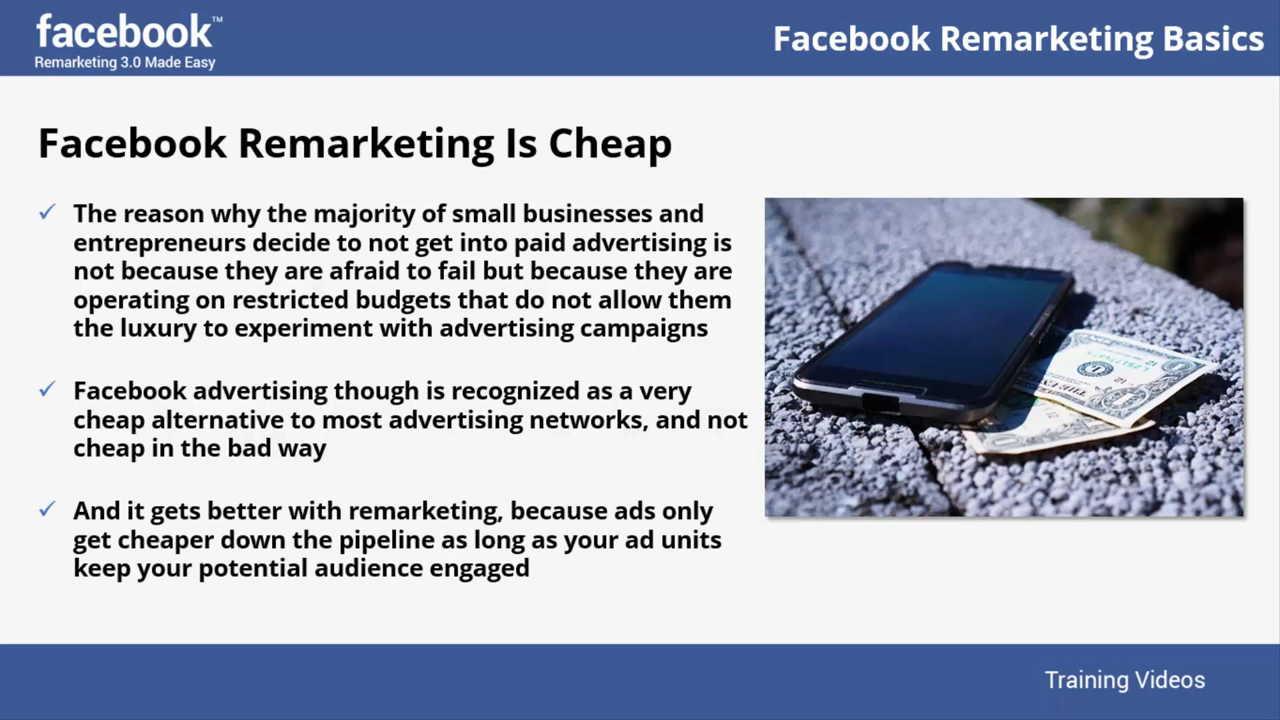 facebook™
Remarketing 3.0 Made Easy
Facebook Remarketing Basics
Facebook Remarketing Is Cheap
✓ The reason why the majority of small businesses and
entrepreneurs decide to not get into paid advertising is
not because they are afraid to fail but because they are
operating on restricted budgets that do not allow them
the luxury to experiment with advertising campaigns
✓ Facebook advertising though is recognized as a very
cheap alternative to most advertising networks, and not
cheap in the bad way
✓ And it gets better with remarketing, because ads only
get cheaper down the pipeline as long as your ad units
keep your potential audience engaged
Training Videos